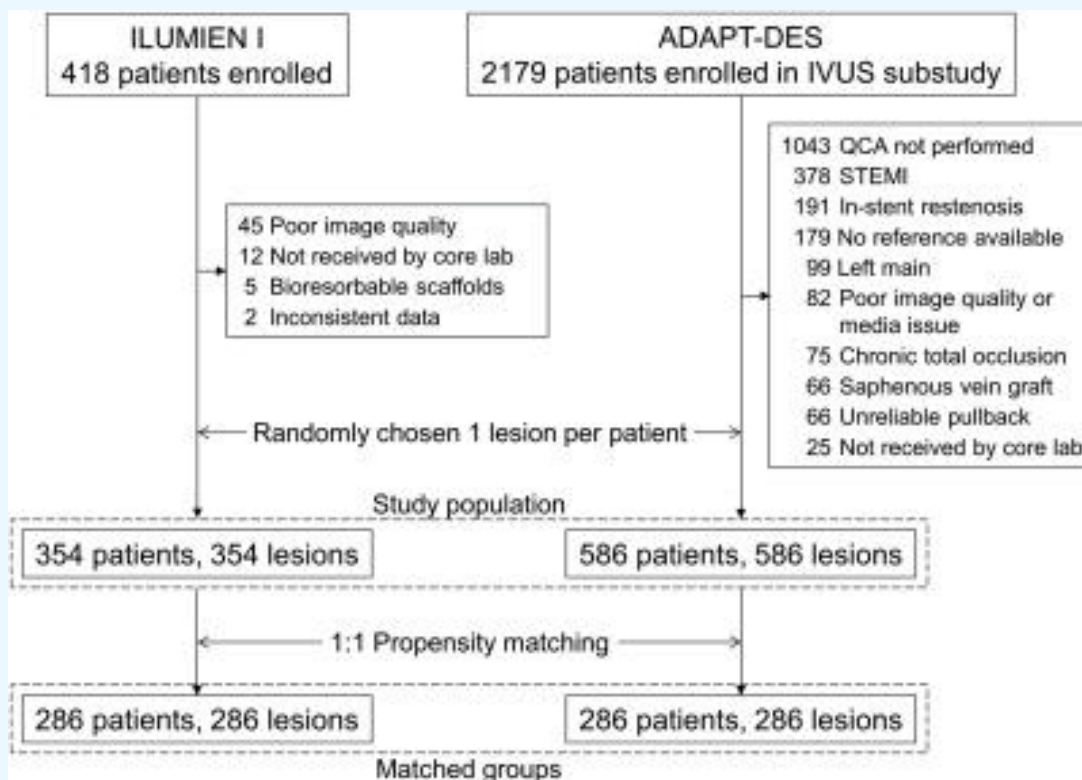 ILUMIEN I
418 patients enrolled
ADAPT-DES
2179 patients enrolled in IVUS substudy
45 Poor image quality
12 Not received by core lab
5 Bioresorbable scaffolds
2 Inconsistent data
1043 QCA not performed
378 STEMI
191 In-stent restenosis
179 No reference available
99 Left main
82 Poor image quality or
media issue
75 Chronic total occlusion
66 Saphenous vein graft
66 Unreliable pullback
25 Not received by core lab
Randomly chosen 1 lesion per patient
Study population
354 patients, 354 lesions
586 patients, 586 lesions
1:1 Propensity matching
286 patients, 286 lesions
286 patients, 286 lesions
Matched groups